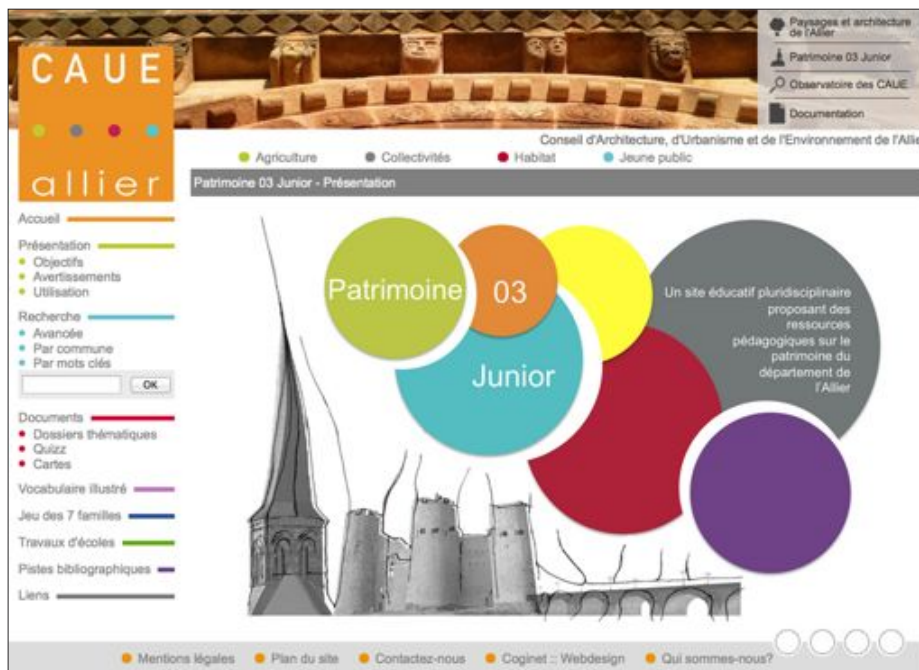 CAUE
allier
Paysages et architecture
de l'Allier
Patrimoine 03 Junior
Observatoire des CAUE
Documentation
Conseil d'Architecture, d'Urbanisme et de l'Environnement de l'Allie
Agriculture
Collectivités
Habitat
Jeune public
Patrimoine 03 Junior - Présentation
Accueil
Présentation
Objectifs
Avertissements
Utilisation
Recherche
Avancée
Par commune
Par mots clés
OK
Documents
Dossiers thématiques
Quizz
Cartes
Vocabulaire illustré
Jeu des 7 familles
Travaux d'écoles
Pistes bibliographiques
Liens
Patrimoine
03
Junior
Un site éducatif pluridisciplinaire
proposant des
ressources
pédagogiques sur le
patrimoine du
département de
l'Allier
Mentions légales
Plan du site
Contactez-nous
Coginet :: Webdesign
Qui sommes-nous?